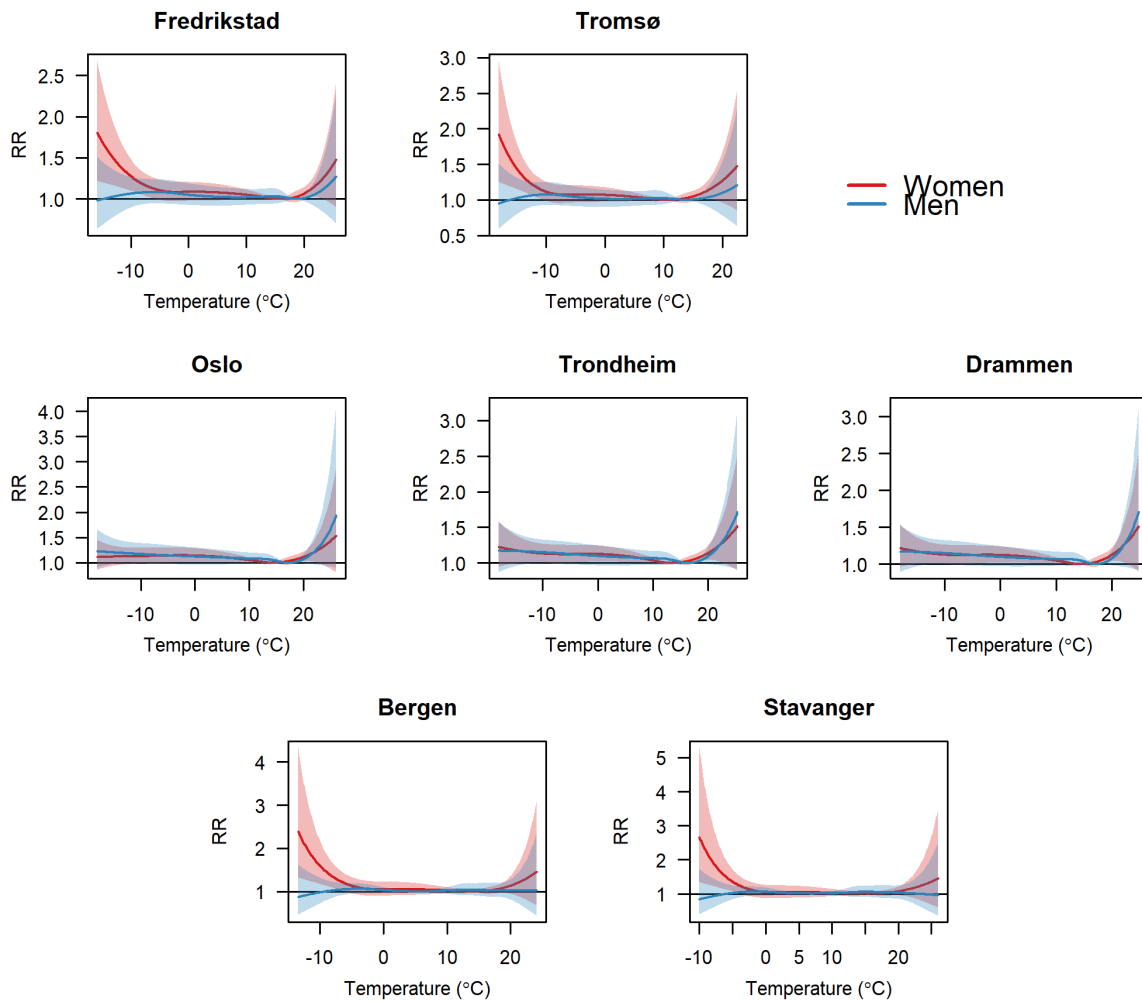 Fredrikstad
2.5
2.0
1.5
1.0
RR
-10 0 10 20
Temperature (°C)
Tromsø
3.0
2.5
2.0
1.5
1.0
0.5
RR
-10 0 10 20
Temperature (°C)
Women
Men
Oslo
4.0
3.5
3.0
2.5
2.0
1.5
1.0
RR
-10 0 10 20
Temperature (°C)
Trondheim
3.0
2.5
2.0
1.5
1.0
RR
-10 0 10 20
Temperature (°C)
Drammen
3.0
2.5
2.0
1.5
1.0
RR
-10 0 10 20
Temperature (°C)
Bergen
4
3
2
1
RR
-10 0 10 20
Temperature (°C)
Stavanger
5
4
3
2
1
RR
-10 0 5 10 20
Temperature (°C)